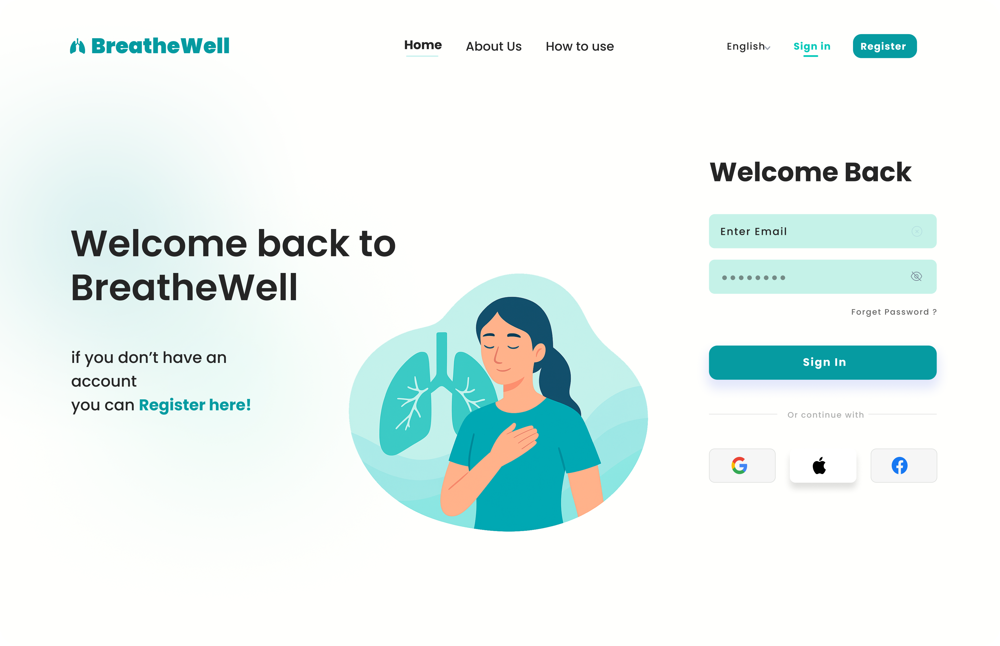 BreatheWell
Home
About Us
How to use
English
Sign in
Register
Welcome back to
BreatheWell
if you don’t have an
account
you can Register here!
Welcome Back
Enter Email
Forget Password ?
Sign In
Or continue with